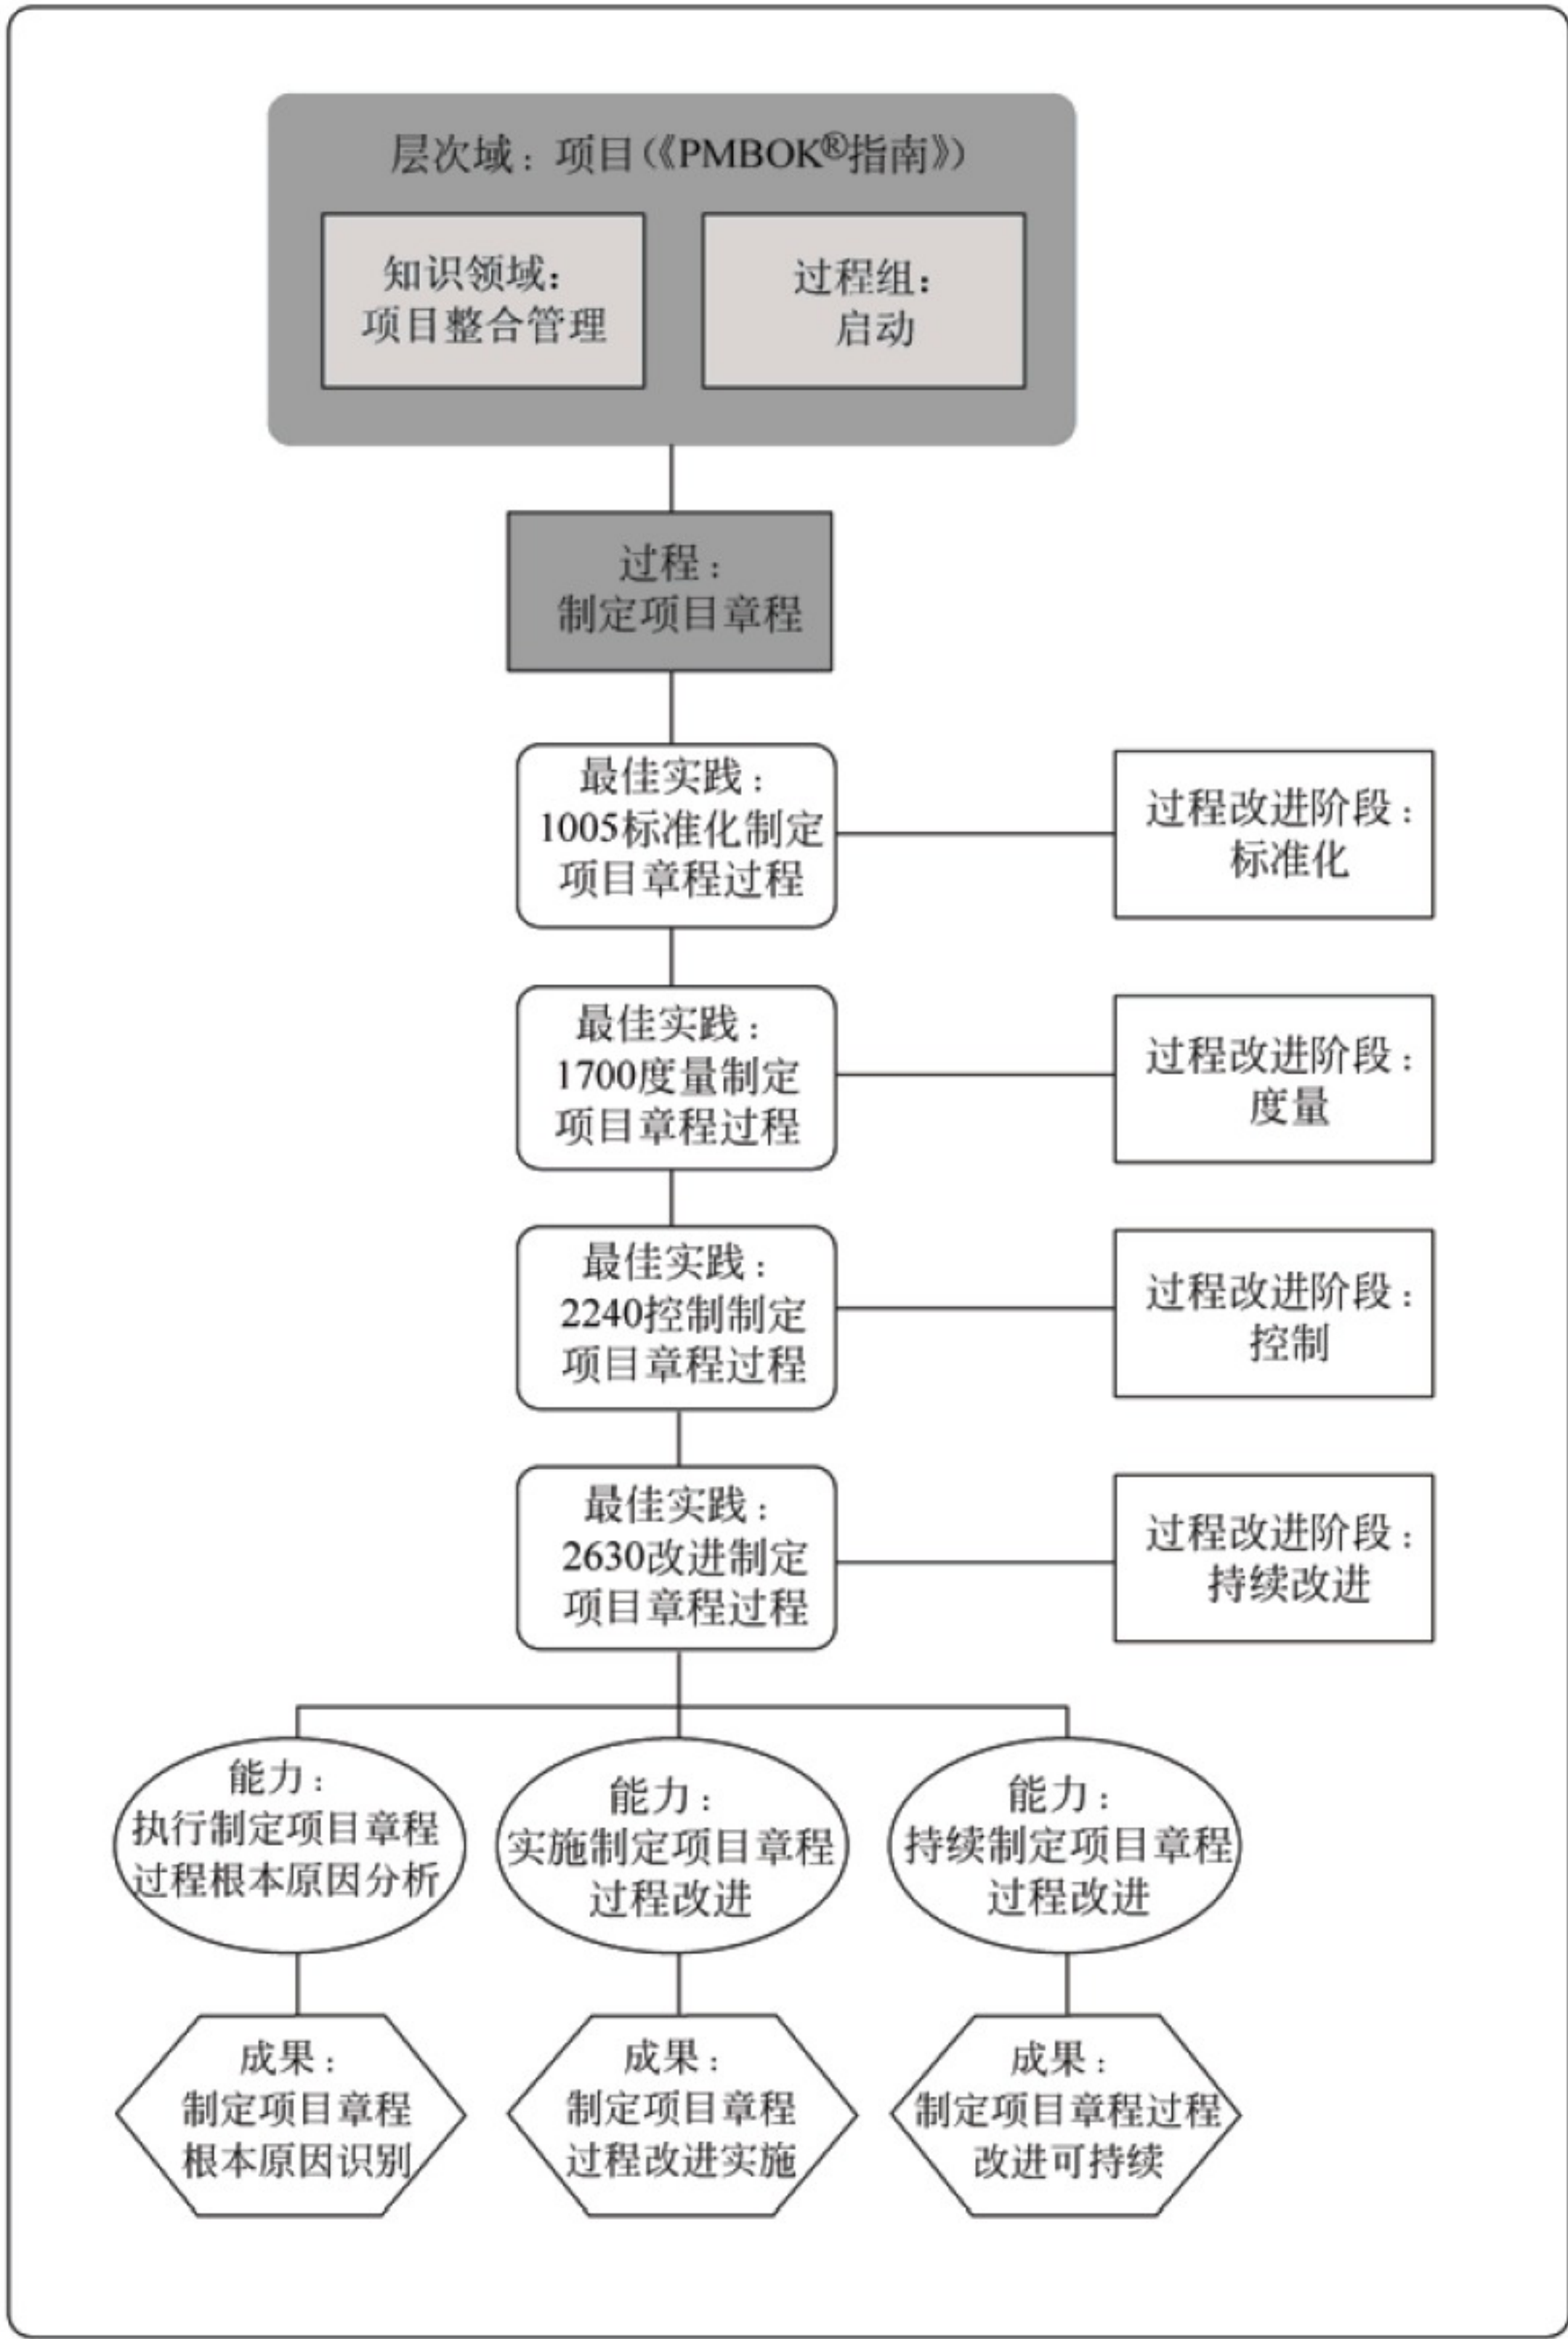 层次域：项目（《PMBOK®指南》）
知识领域：
项目整合管理
过程组：
启动
过程：
制定项目章程
最佳实践：
1005标准化制定
项目章程过程
过程改进阶段：
标准化
最佳实践：
1700度量制定
项目章程过程
过程改进阶段：
度量
最佳实践：
2240控制制定
项目章程过程
过程改进阶段：
控制
最佳实践：
2630改进制定
项目章程过程
过程改进阶段：
持续改进
能力：
执行制定项目章程
过程根本原因分析
能力：
实施制定项目章程
过程改进
能力：
持续制定项目章程
过程改进
成果：
制定项目章程
根本原因识别
成果：
制定项目章程
过程改进实施
成果：
制定项目章程过程
改进可持续